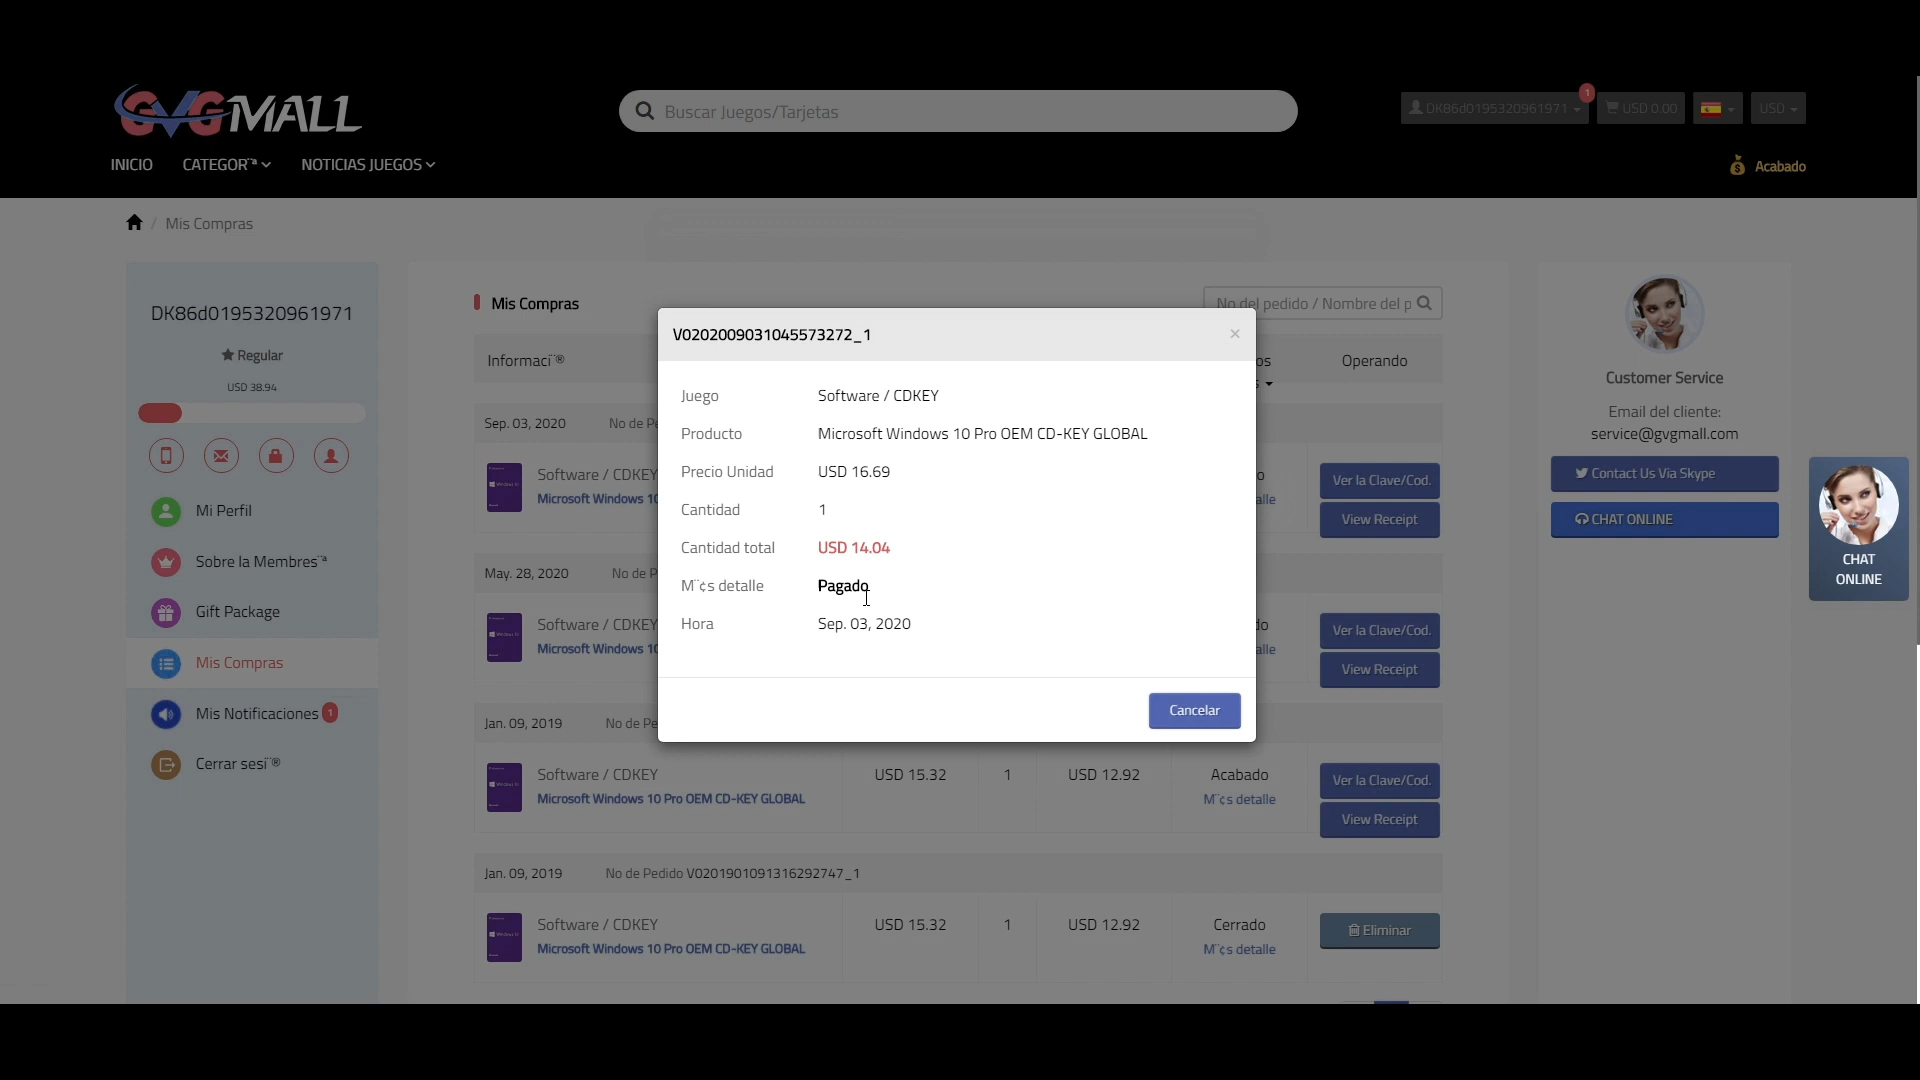 GVGMALL
Buscar Juegos/Tarjetas
DK86d0195320961971
1
USD 0.00
USD
INICIO
CATEGOR¨ª
NOTICIAS JUEGOS
Acabado
/ Mis Compras
DK86d0195320961971
Regular
USD 38.94
Mi Perfil
Sobre la Membres¨ª
Gift Package
Mis Compras
Mis Notificaciones 1
Cerrar sesi¨®
Mis Compras
No del pedido / Nombre del p
Informaci¨®
Operando
Sep. 03, 2020
Software / CDKEY
Microsoft Windows 10
Ver la Clave/Cod.
View Receipt
May. 28, 2020
Software / CDKEY
Microsoft Windows 10
Ver la Clave/Cod.
View Receipt
Jan. 09, 2019
Software / CDKEY
Microsoft Windows 10 Pro OEM CD-KEY GLOBAL
USD 15.32
1
USD 12.92
Acabado
M¨¢s detalle
Ver la Clave/Cod.
View Receipt
Jan. 09, 2019
No de Pedido V0201901091316292747_1
Software / CDKEY
Microsoft Windows 10 Pro OEM CD-KEY GLOBAL
USD 15.32
1
USD 12.92
Cerrado
M¨¢s detalle
Eliminar
V0202009031045573272_1
×
Juego Software / CDKEY
Producto Microsoft Windows 10 Pro OEM CD-KEY GLOBAL
Precio Unidad USD 16.69
Cantidad 1
Cantidad total USD 14.04
M¨¢s detalle Pagado
Hora Sep. 03, 2020
Cancelar
Customer Service
Email del cliente:
service@gvgmall.com
Contact Us Via Skype
CHAT ONLINE
CHAT
ONLINE